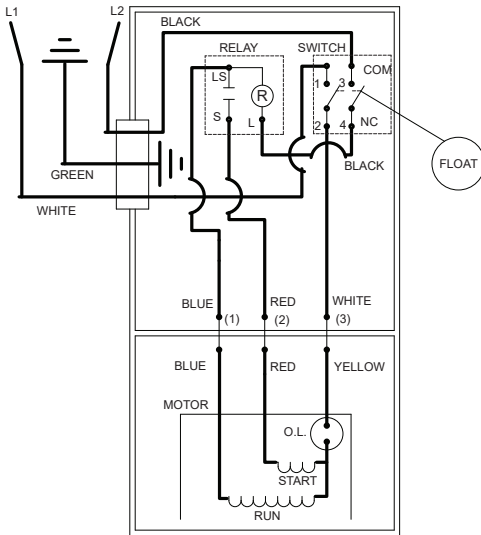 L1
L2
BLACK
RELAY
SWITCH
LS
COM
1
3
R
S
L
2
4
NC
BLACK
FLOAT
GREEN
WHITE
BLUE
RED
WHITE
(1)
(2)
(3)
BLUE
RED
YELLOW
MOTOR
O.L.
START
RUN